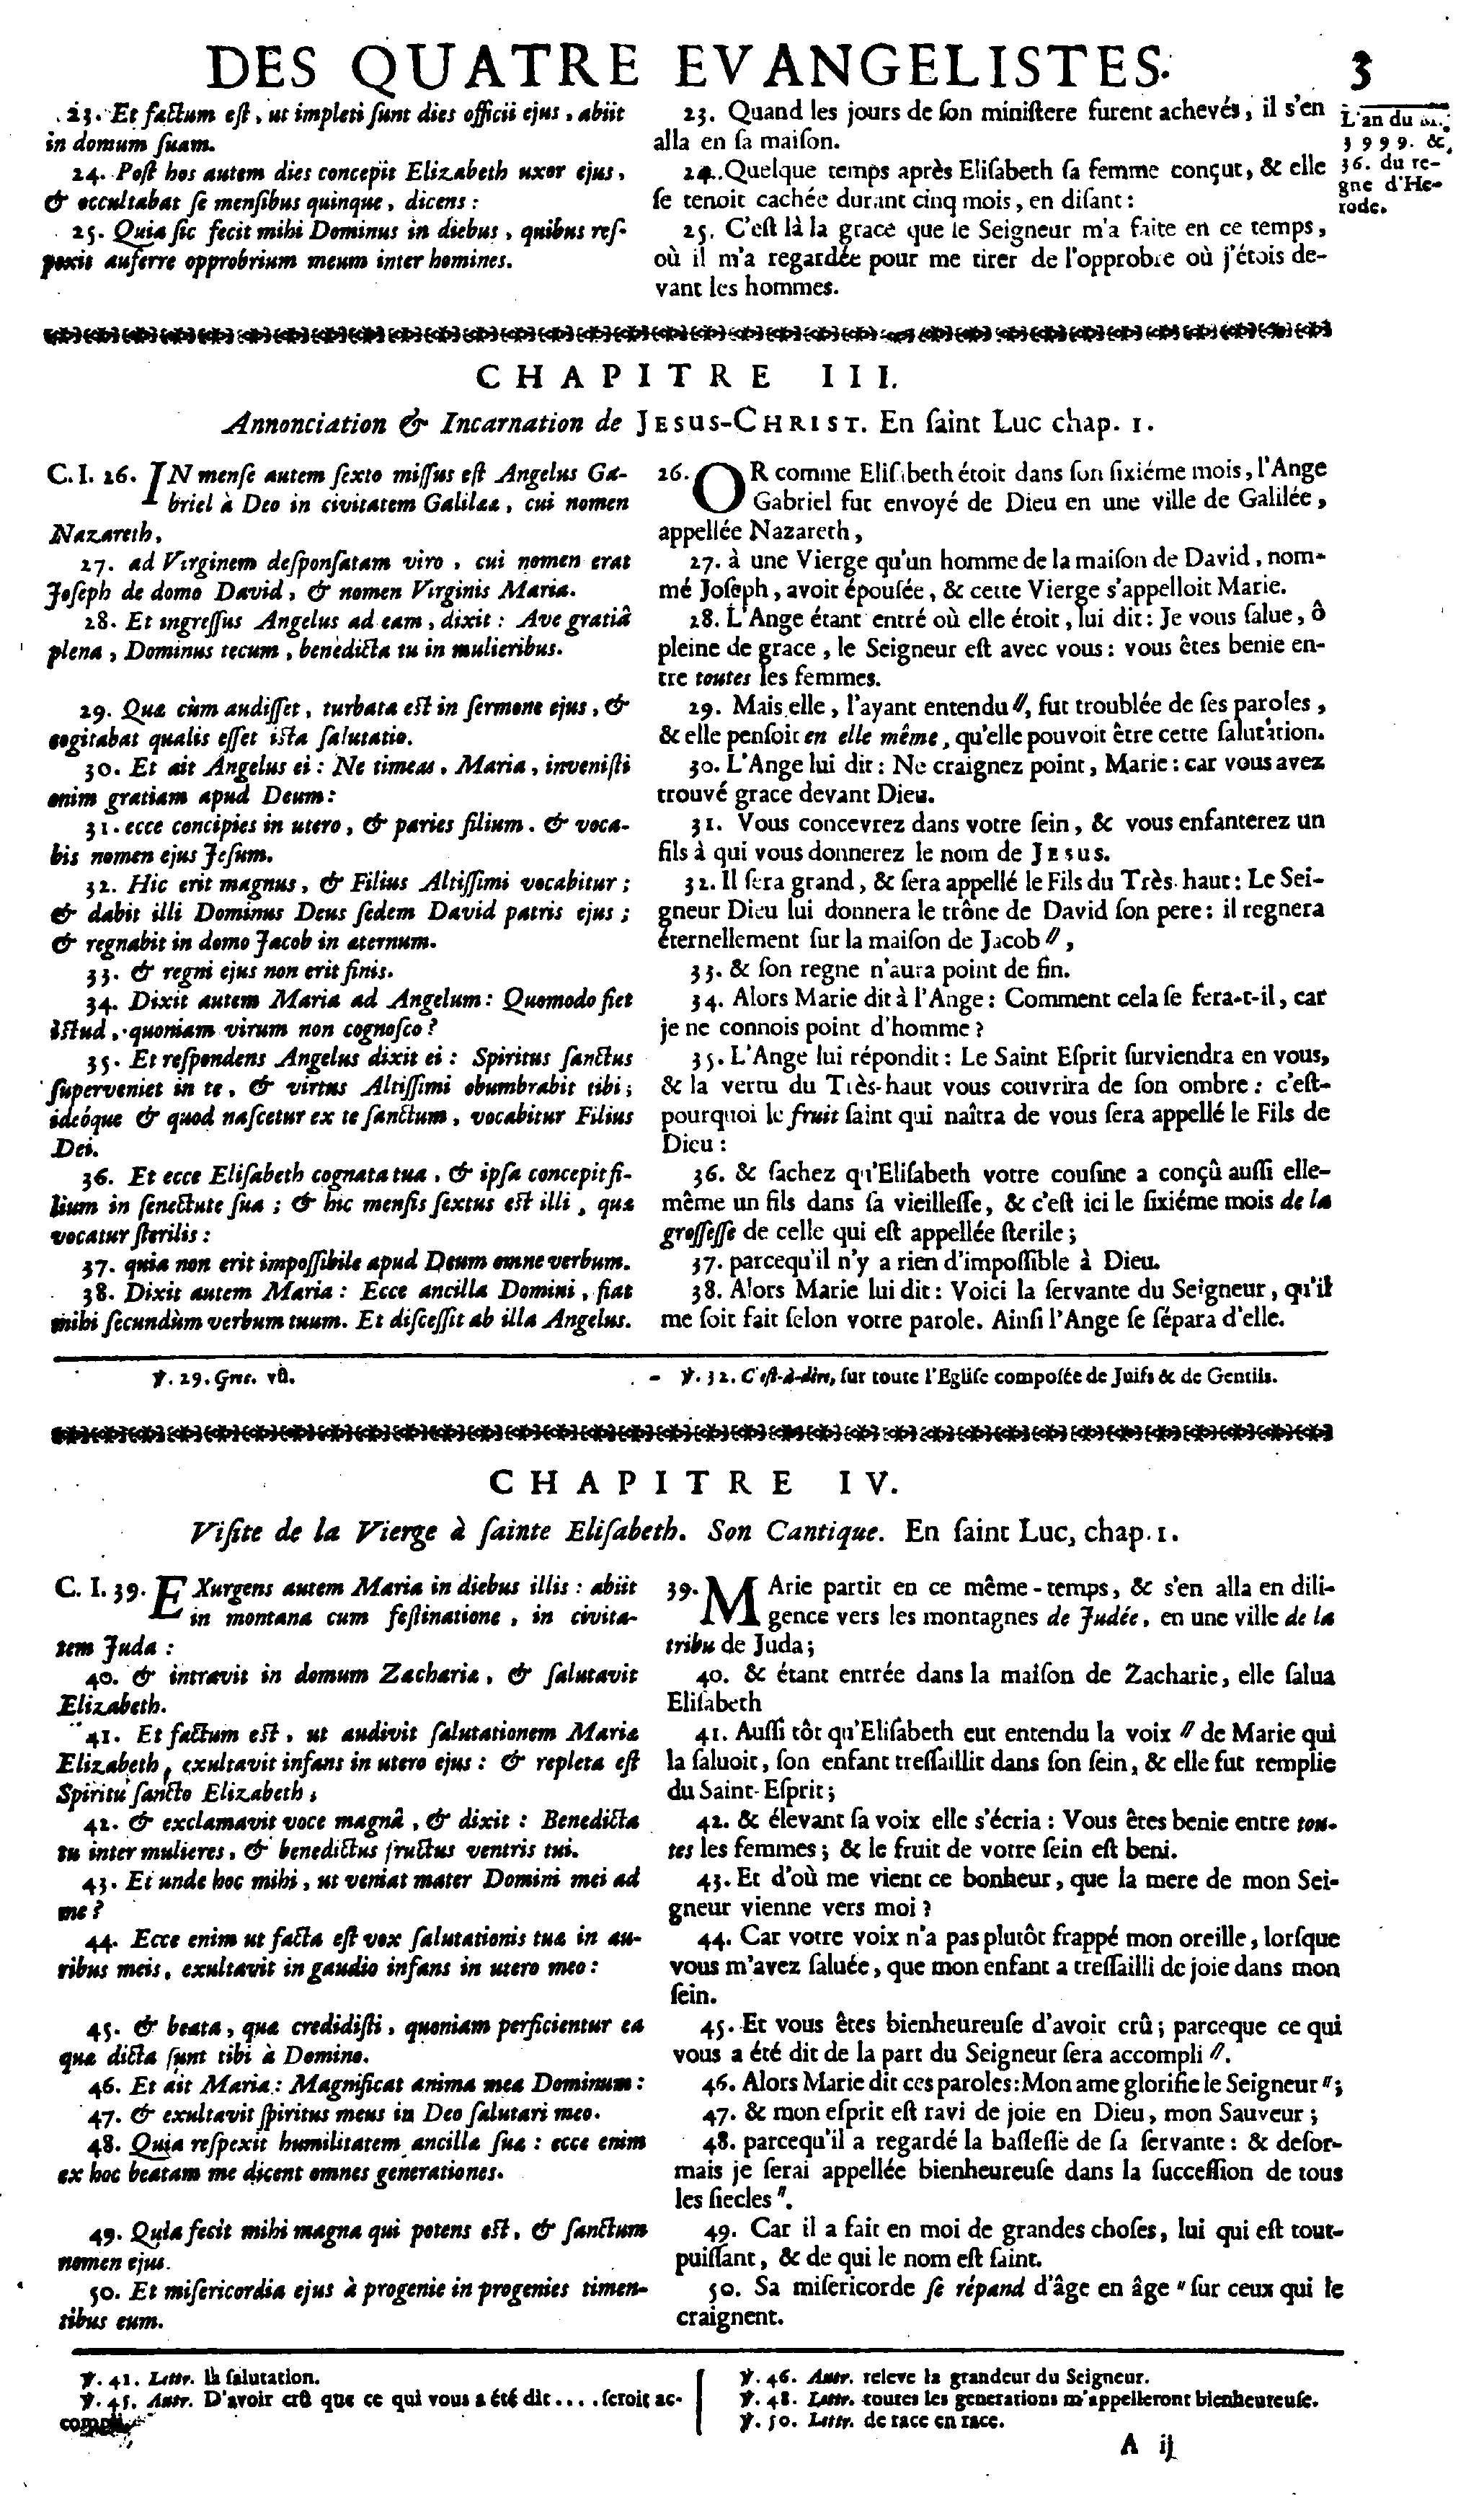 DES QUATRE EVANGELISTES.
3
L'an du M.
3999. &
36. du re-
gne d'He-
rode.
23. Et factum est, ut impleti sunt dies officii ejus, abiit
in domum suam.
24. Post hos autem dies concepit Elizabeth uxor ejus,
& occultabat se mensibus quinque, dicens:
25. Quia sic fecit mihi Dominus in diebus, quibus res-
pexit auferre opprobrium meum inter homines.
23. Quand les jours de son ministere furent achevés, il s'en
alla en sa maison.
24. Quelque temps après Elisabeth sa femme conçut, & elle
se tenoit cachée durant cinq mois, en disant:
25. C'est là la grace que le Seigneur m'a faite en ce temps,
où il m'a regardée pour me tirer de l'opprobre où j'étois de-
vant les hommes.
CHAPITRE III.
Annonciation & Incarnation de JESUS-CHRIST. En saint Luc chap. 1.
C. I. 26. IN mense autem sexto missus est Angelus Ga-
briel à Deo in civitatem Galilææ, cui nomen
Nazareth,
27. ad Virginem desponsatam viro, cui nomen erat
Joseph de domo David, & nomen Virginis Maria.
28. Et ingressus Angelus ad eam, dixit: Ave gratiâ
plena, Dominus tecum, benedicta tu in mulieribus.
29. Quæ cùm audisset, turbata est in sermone ejus, &
cogitabat qualis esset ista salutatio.
30. Et ait Angelus ei: Ne timeas, Maria, invenisti
enim gratiam apud Deum:
31. ecce concipies in utero, & paries filium. & voca-
bis nomen ejus Jesum.
32. Hic erit magnus, & Filius Altissimi vocabitur;
& dabit illi Dominus Deus sedem David patris ejus;
& regnabit in domo Jacob in æternum.
33. & regni ejus non erit finis.
34. Dixit autem Maria ad Angelum: Quomodo fiet
istud, quoniam virum non cognosco?
35. Et respondens Angelus dixit ei: Spiritus sanctus
superveniet in te, & virtus Altissimi obumbrabit tibi;
ideóque & quod nascetur ex te sanctum, vocabitur Filius
Dei.
36. Et ecce Elisabeth cognata tua, & ipsa concepit fi-
lium in senectute sua; & hic mensis sextus est illi, quæ
vocatur sterilis:
37. quia non erit impossibile apud Deum omne verbum.
38. Dixit autem Maria: Ecce ancilla Domini, fiat
mihi secundùm verbum tuum. Et discessit ab illa Angelus.
26. OR comme Elisabeth étoit dans son sixiéme mois, l'Ange
Gabriel fut envoyé de Dieu en une ville de Galilée,
appellée Nazareth,
27. à une Vierge qu'un homme de la maison de David, nom-
mé Joseph, avoit épousée, & cette Vierge s'appelloit Marie.
28. L'Ange étant entré où elle étoit, lui dit: Je vous salue, ô
pleine de grace, le Seigneur est avec vous: vous êtes benie en-
tre toutes les femmes.
29. Mais elle, l'ayant entendu //, fut troublée de ses paroles,
& elle pensoit en elle même, qu'elle pouvoit être cette salutation.
30. L'Ange lui dit: Ne craignez point, Marie: car vous avez
trouvé grace devant Dieu.
31. Vous concevrez dans votre sein, & vous enfanterez un
fils à qui vous donnerez le nom de JESUS.
32. Il sera grand, & sera appellé le Fils du Très-haut: Le Sei-
gneur Dieu lui donnera le trône de David son pere: il regnera
éternellement sur la maison de Jacob //,
33. & son regne n'aura point de fin.
34. Alors Marie dit à l'Ange: Comment cela se fera-t-il, car
je ne connois point d'homme?
35. L'Ange lui répondit: Le Saint Esprit surviendra en vous,
& la vertu du Très-haut vous couvrira de son ombre: c'est-
pourquoi le fruit saint qui naîtra de vous sera appellé le Fils de
Dieu:
36. & sachez qu'Elisabeth votre cousine a conçû aussi elle-
même un fils dans sa vieillesse, & c'est ici le sixiéme mois de la
grossesse de celle qui est appellée sterile;
37. parcequ'il n'y a rien d'impossible à Dieu.
38. Alors Marie lui dit: Voici la servante du Seigneur, qu'il
me soit fait selon votre parole. Ainsi l'Ange se sépara d'elle.
℣. 29. Grec. vû.
℣. 32. C'est-à-dire, sur toute l'Eglise composée de Juifs & de Gentils.
CHAPITRE IV.
Visite de la Vierge à sainte Elisabeth. Son Cantique. En saint Luc, chap. 1.
C. I. 39. EXurgens autem Maria in diebus illis: abiit
in montana cum festinatione, in civita-
tem Juda:
40. & intravit in domum Zachariæ, & salutavit
Elizabeth.
41. Et factum est, ut audivit salutationem Mariæ
Elizabeth, exultavit infans in utero ejus: & repleta est
Spiritu sancto Elizabeth;
42. & exclamavit voce magnâ, & dixit: Benedicta
tu inter mulieres, & benedictus fructus ventris tui.
43. Et unde hoc mihi, ut veniat mater Domini mei ad
me?
44. Ecce enim ut facta est vox salutationis tuæ in au-
ribus meis, exultavit in gaudio infans in utero meo:
45. & beata, quæ credidisti, quoniam perficientur ea
quæ dicta sunt tibi à Domino.
46. Et ait Maria: Magnificat anima mea Dominum:
47. & exultavit spiritus meus in Deo salutari meo.
48. Quia respexit humilitatem ancillæ suæ: ecce enim
ex hoc beatam me dicent omnes generationes.
49. Quia fecit mihi magna qui potens est, & sanctum
nomen ejus.
50. Et misericordia ejus à progenie in progenies timen-
tibus eum.
39. MArie partit en ce même-temps, & s'en alla en dili-
gence vers les montagnes de Judée, en une ville de la
tribu de Juda;
40. & étant entrée dans la maison de Zacharie, elle salua
Elisabeth
41. Aussi tôt qu'Elisabeth eut entendu la voix // de Marie qui
la saluoit, son enfant tressaillit dans son sein, & elle fut remplie
du Saint-Esprit;
42. & élevant sa voix elle s'écria: Vous êtes benie entre tou-
tes les femmes; & le fruit de votre sein est beni.
43. Et d'où me vient ce bonheur, que la mere de mon Sei-
gneur vienne vers moi?
44. Car votre voix n'a pas plutôt frappé mon oreille, lorsque
vous m'avez saluée, que mon enfant a tressailli de joie dans mon
sein.
45. Et vous êtes bienheureuse d'avoir crû; parceque ce qui
vous a été dit de la part du Seigneur sera accompli //.
46. Alors Marie dit ces paroles: Mon ame glorifie le Seigneur //;
47. & mon esprit est ravi de joie en Dieu, mon Sauveur;
48. parcequ'il a regardé la bassesse de sa servante: & desor-
mais je serai appellée bienheureuse dans la succession de tous
les siecles //.
49. Car il a fait en moi de grandes choses, lui qui est tout-
puissant, & de qui le nom est saint.
50. Sa misericorde se répand d'âge en âge // sur ceux qui le
craignent.
℣. 41. Lettr. la salutation.
℣. 45. Autr. D'avoir crû que ce qui vous a été dit.... seroit ac-
compli.
℣. 46. Autr. releve la grandeur du Seigneur.
℣. 48. Lettr. toutes les generations m'appelleront bienheureuse.
℣. 50. Lettr. de race en race.
A ij